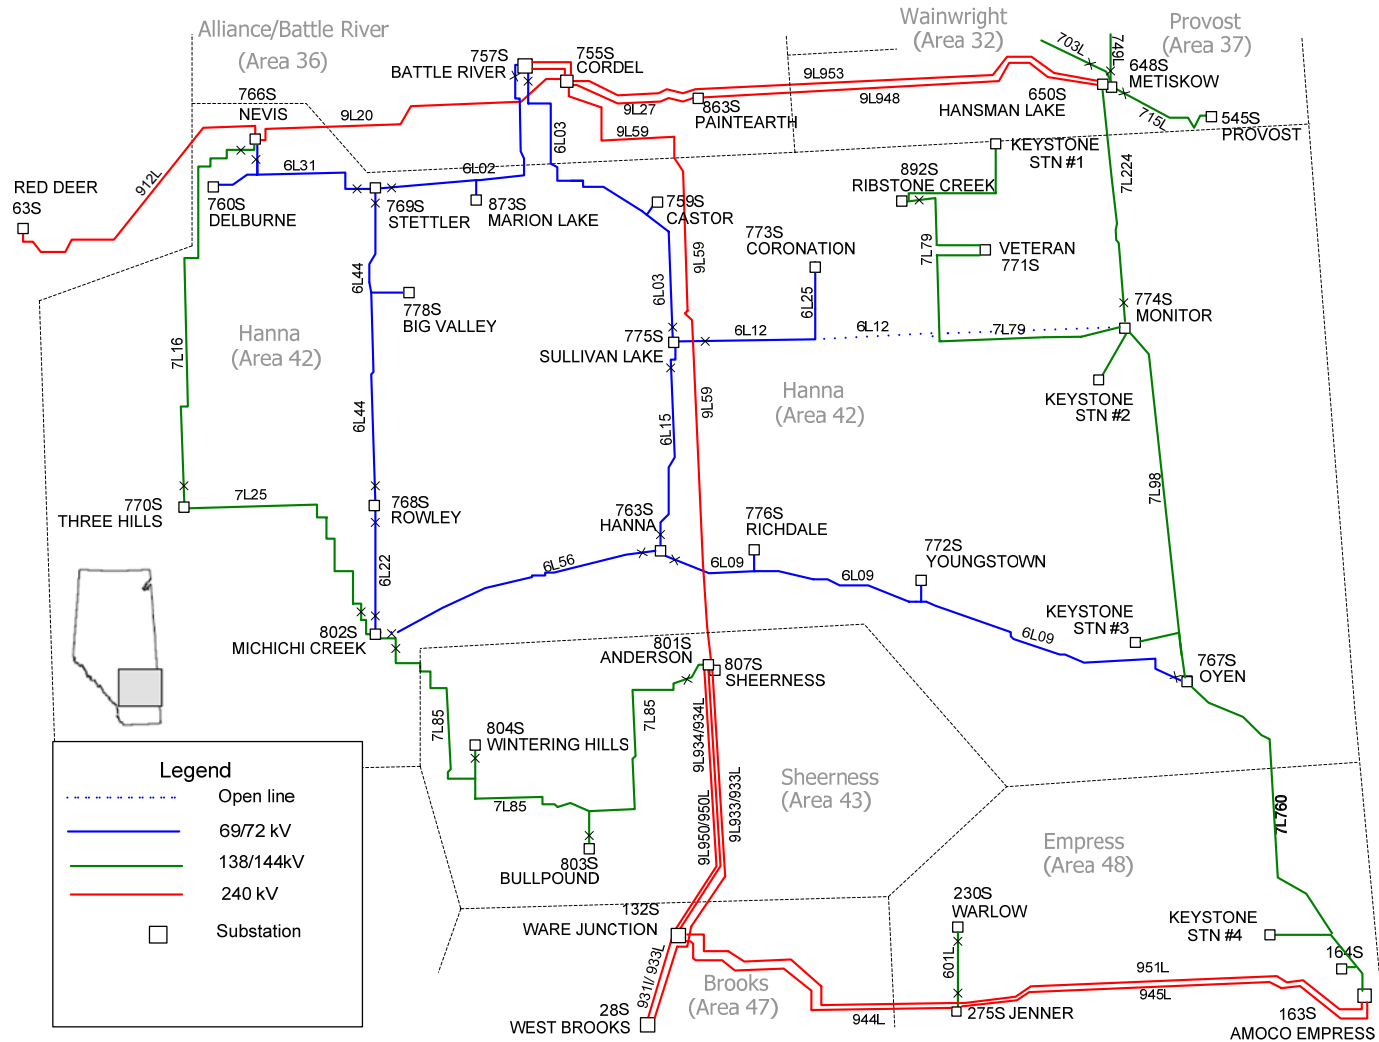 Alliance/Battle River
(Area 36)
Wainwright
(Area 32)
Provost
(Area 37)
757S
BATTLE RIVER
755S
CORDEL
703L
749L
648S
METISKOW
766S
NEVIS
9L20
9L953
9L948
9L27
863S
PAINTEARTH
650S
HANSMAN LAKE
715L
545S
PROVOST
9L59
6L03
KEYSTONE
STN #1
7L224
912L
RED DEER
63S
6L31
6L02
760S
DELBURNE
769S
STETTLER
873S
MARION LAKE
759S
CASTOR
892S
RIBSTONE CREEK
773S
CORONATION
7L79
VETERAN
771S
9L59
6L44
6L03
6L25
778S
BIG VALLEY
774S
MONITOR
Hanna
(Area 42)
7L16
775S
SULLIVAN LAKE
6L12
6L12
7L79
Hanna
(Area 42)
9L59
KEYSTONE
STN #2
6L44
6L15
7L98
770S
THREE HILLS
7L25
768S
ROWLEY
763S
HANNA
776S
RICHDALE
772S
YOUNGSTOWN
6L22
6L56
6L09
6L09
6L09
KEYSTONE
STN #3
802S
MICHICHI CREEK
801S
ANDERSON
807S
SHEERNESS
767S
OYEN
7L85
7L85
9L934/934L
804S
WINTERING HILLS
7L85
9L950/950L
9L933/933L
Sheerness
(Area 43)
7L760
803S
BULLPOUND
Empress
(Area 48)
Legend
Open line
69/72 kV
138/144kV
240 kV
Substation
132S
WARE JUNCTION
230S
WARLOW
KEYSTONE
STN #4
164S
931l/ 933L
601L
951L
945L
Brooks
(Area 47)
28S
WEST BROOKS
944L
275S JENNER
163S
AMOCO EMPRESS